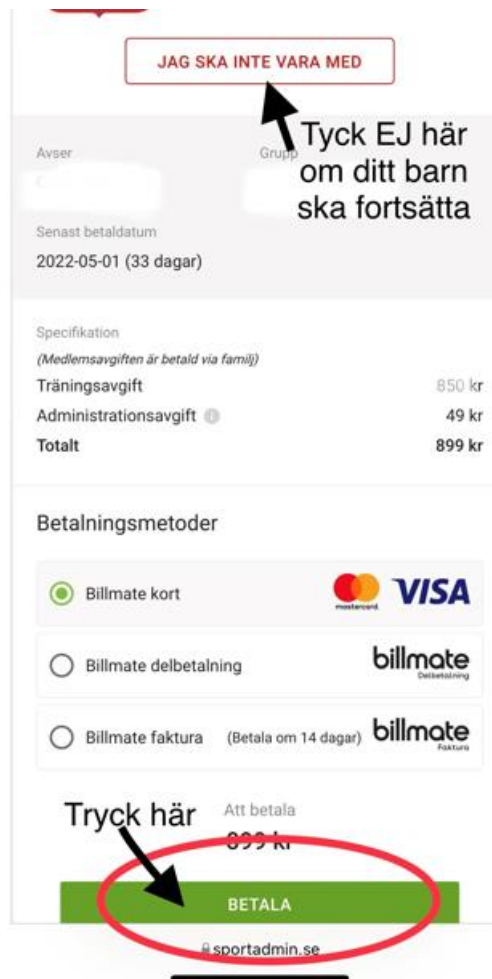 JAG SKA INTE VARA MED
Tyck EJ här
om ditt barn
ska fortsätta
Avser
Grupp
Senast betaldatum
2022-05-01 (33 dagar)
Specifikation
(Medlemsavgiften är betald via familj)
Träningsavgift 850 kr
Administrationsavgift 49 kr
Totalt 899 kr
Betalningsmetoder
Billmate kort mastercard VISA
Billmate delbetalning billmate
Delbetalning
Billmate faktura (Betala om 14 dagar) billmate
Faktura
Tryck här
Att betala
899 kr
BETALA
sportadmin.se